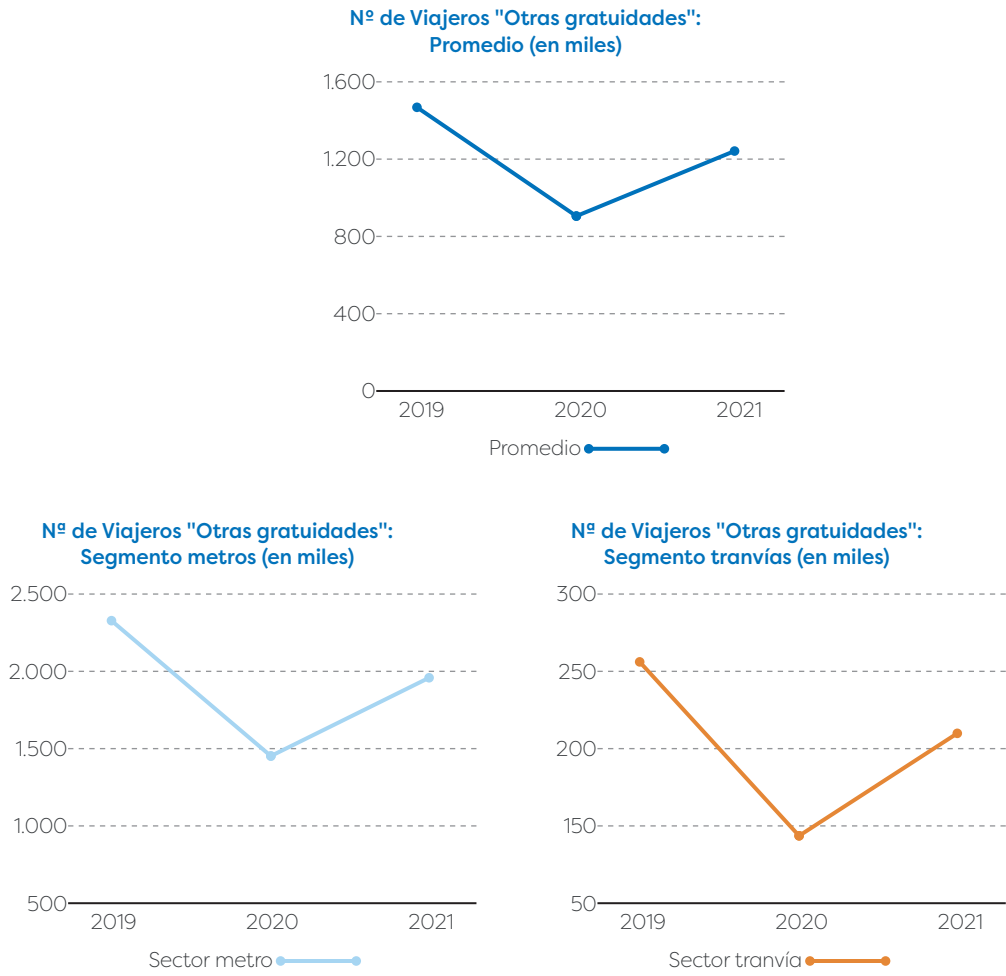 Nº de Viajeros "Otras gratuidades":
Promedio (en miles)
1.600
1.200
800
400
0
2019 2020 2021
Promedio
Nº de Viajeros "Otras gratuidades":
Segmento metros (en miles)
2.500
2.000
1.500
1.000
500
2019 2020 2021
Sector metro
Nª de Viajeros "Otras gratuidades":
Segmento tranvías (en miles)
300
250
200
150
50
2019 2020 2021
Sector tranvía